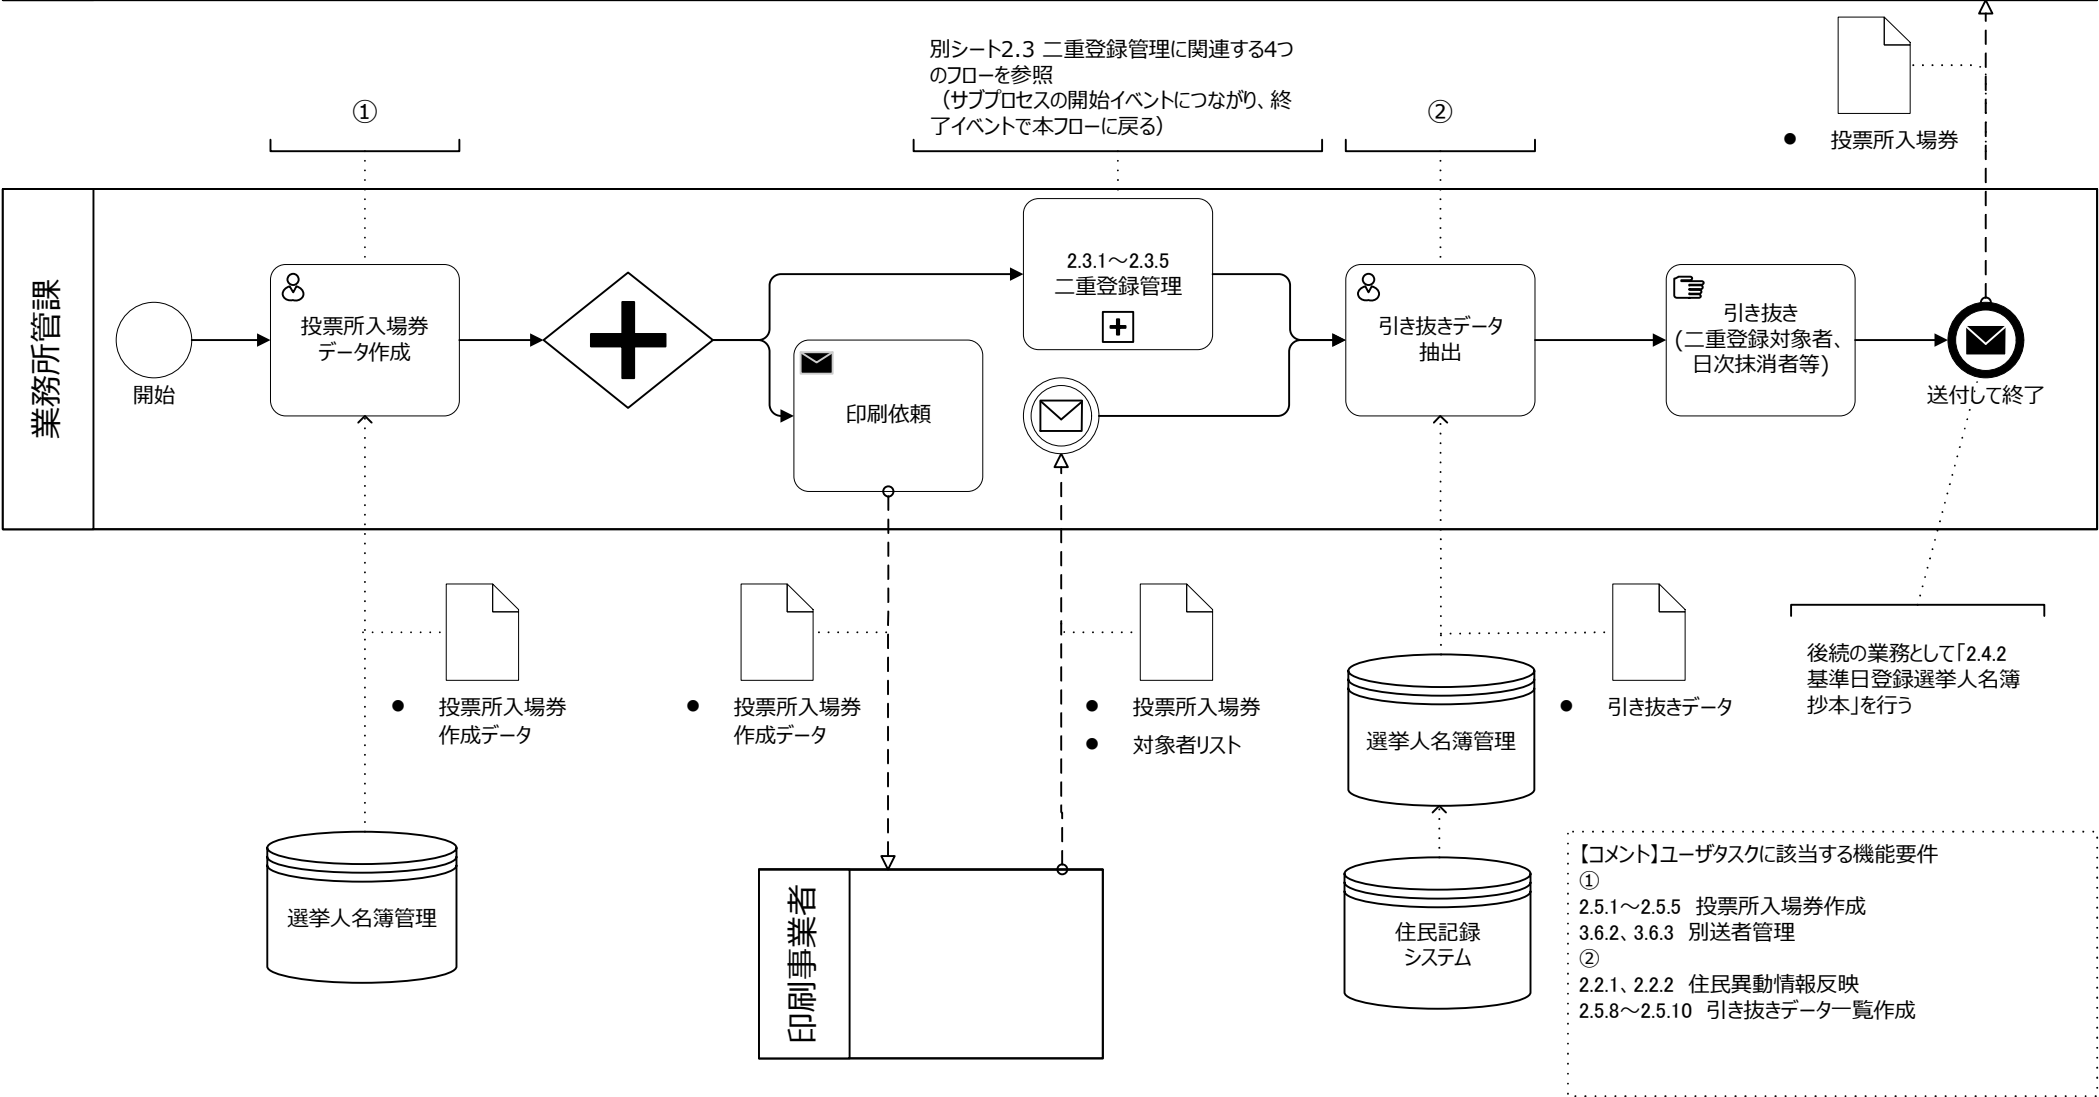 別シート2.3 二重登録管理に関連する4つ
のフローを参照
（サブプロセスの開始イベントにつながり、終
了イベントで本フローに戻る）
①
②
● 投票所入場券
業務所管課
開始
投票所入場券
データ作成
2.3.1～2.3.5
二重登録管理
印刷依頼
引き抜きデータ
抽出
引き抜き
(二重登録対象者、
日次抹消者等)
送付して終了
● 投票所入場券
作成データ
● 投票所入場券
作成データ
● 投票所入場券
● 対象者リスト
● 引き抜きデータ
後続の業務として「2.4.2
基準日登録選挙人名簿
抄本」を行う
選挙人名簿管理
選挙人名簿管理
住民記録
システム
印刷事業者
【コメント】ユーザタスクに該当する機能要件
①
2.5.1～2.5.5 投票所入場券作成
3.6.2、3.6.3 別送者管理
②
2.2.1、2.2.2 住民異動情報反映
2.5.8～2.5.10 引き抜きデータ一覧作成